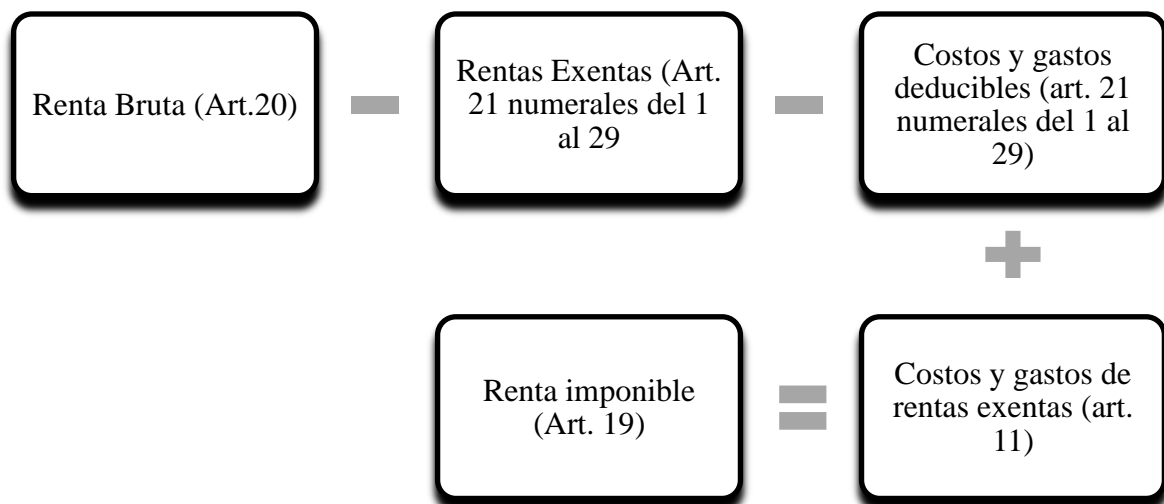 Renta Bruta (Art.20)
Rentas Exentas (Art.
21 numerales del 1
al 29
Costos y gastos
deducibles (art. 21
numerales del 1 al
29)
Costos y gastos de
rentas exentas (art.
11)
Renta imponible
(Art. 19)